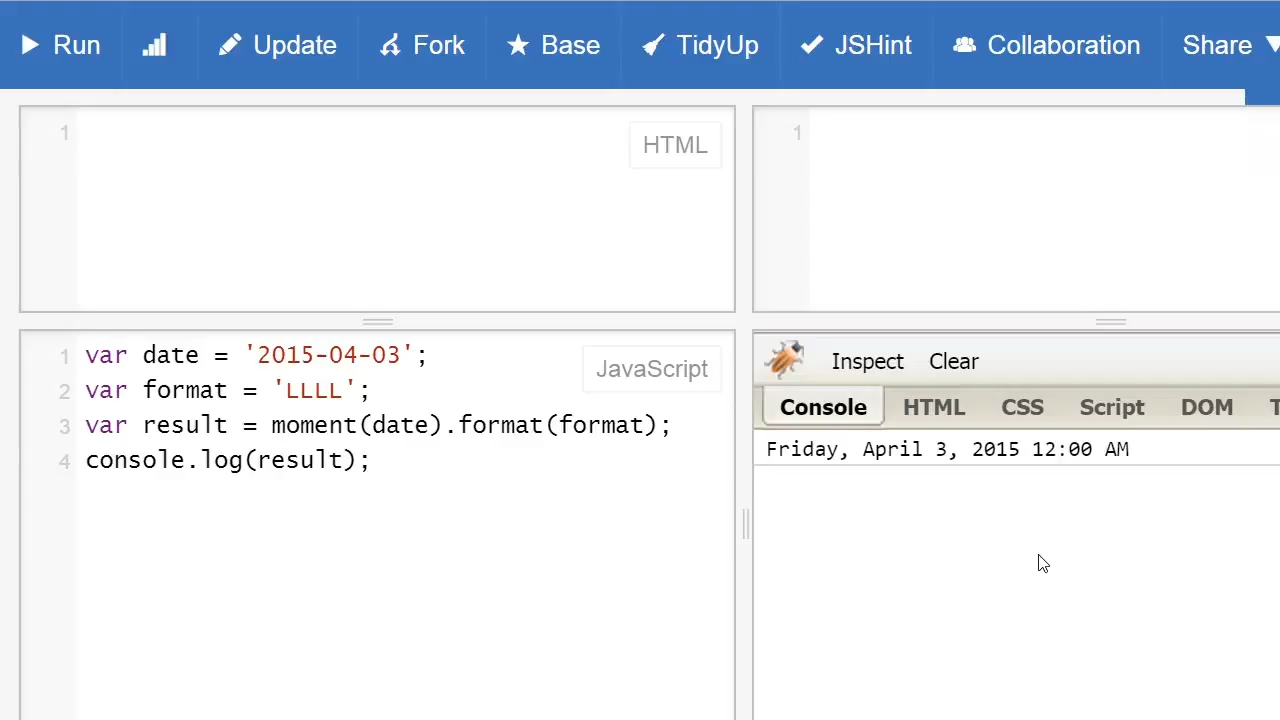 Run Update Fork Base TidyUp JSHint Collaboration Share
1 HTML
1
1 var date = '2015-04-03';
2 var format = 'LLLL';
3 var result = moment(date).format(format);
4 console.log(result);
JavaScript
Inspect Clear
Console HTML CSS Script DOM
Friday, April 3, 2015 12:00 AM